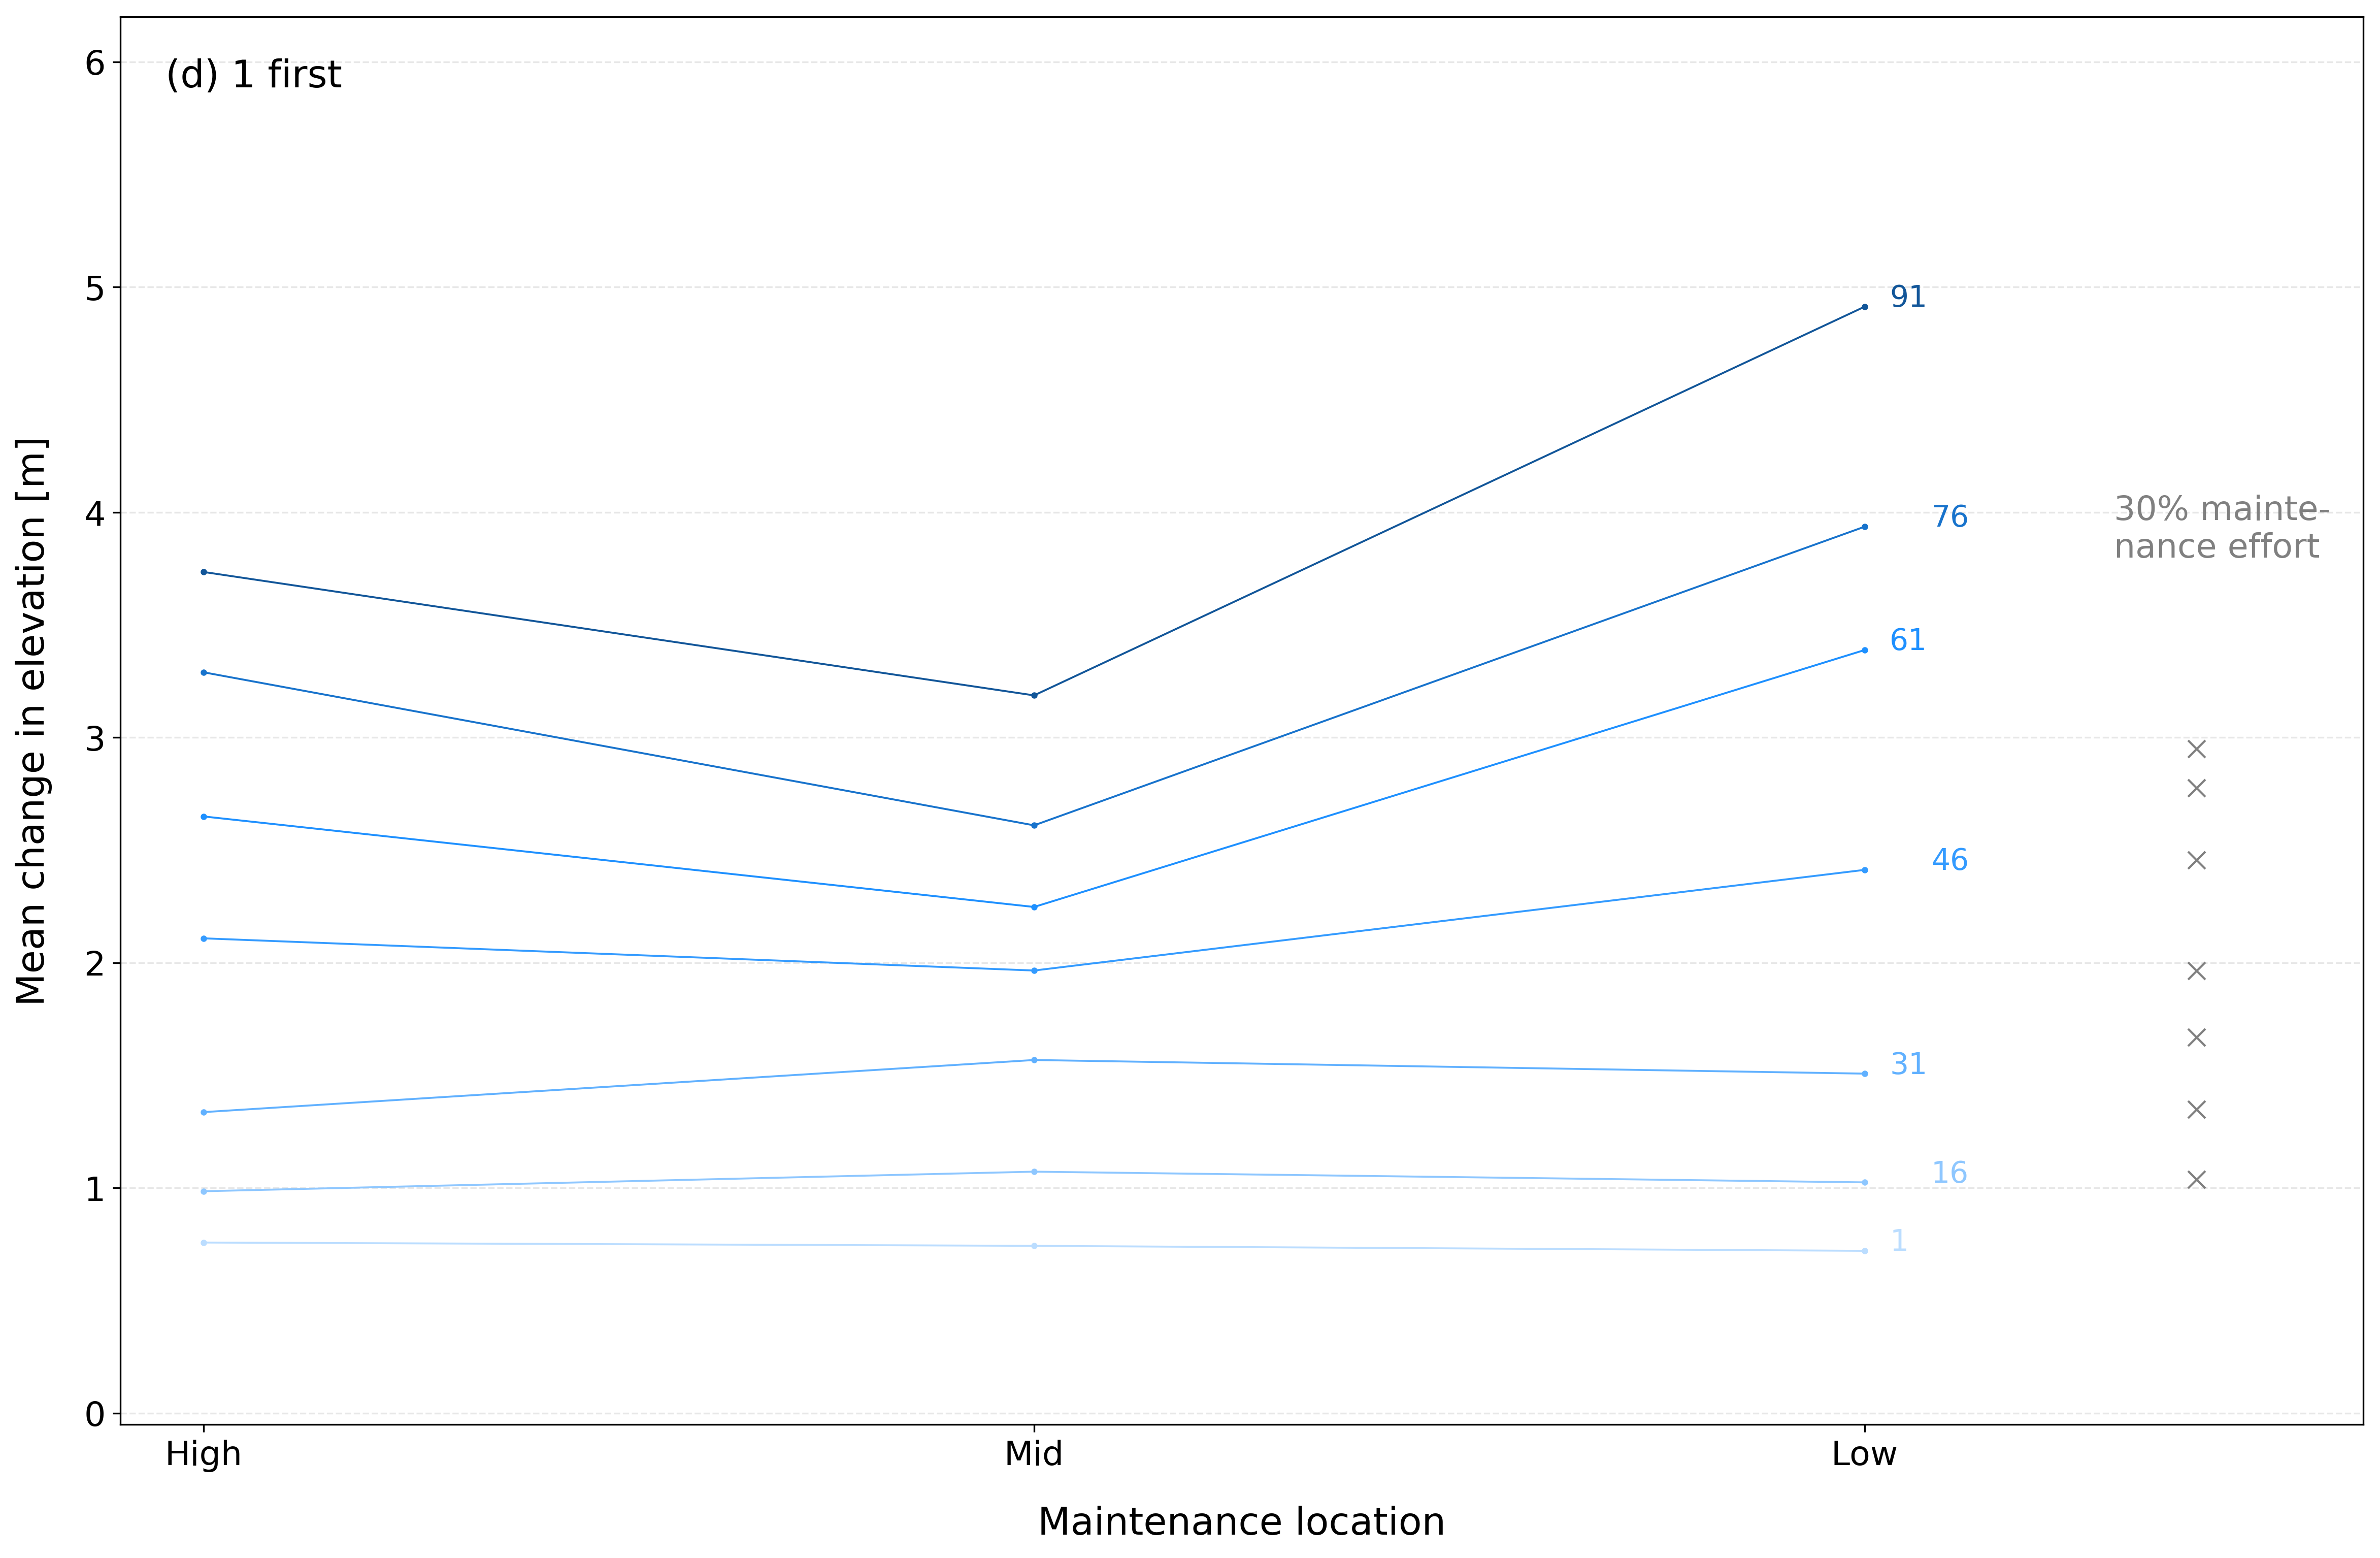 (d) 1 first
Mean change in elevation [m]
6
5
4
3
2
1
0
91
76
61
46
31
16
1
30% mainte-
nance effort
High
Mid
Low
Maintenance location